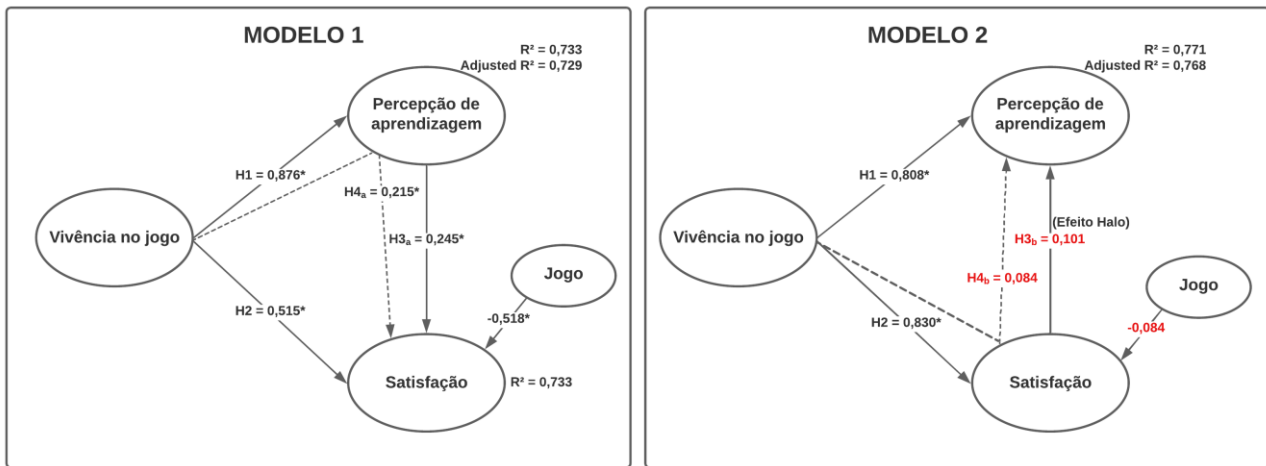 MODELO 1
R² = 0,733
Adjusted R² = 0,729
Percepção de
aprendizagem
H1 = 0,876*
H4ₐ = 0,215*
Vivência no jogo
H3ₐ = 0,245*
Jogo
H2 = 0,515*
-0,518*
Satisfação
R² = 0,733
MODELO 2
R² = 0,771
Adjusted R² = 0,768
Percepção de
aprendizagem
H1 = 0,808*
(Efeito Halo)
Vivência no jogo
H3b = 0,101
H4b = 0,084
Jogo
H2 = 0,830*
-0,084
Satisfação